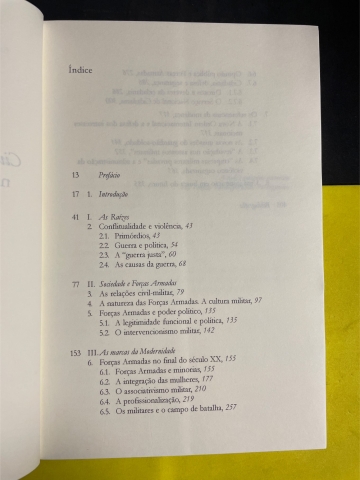 Índice
13 Prefácio
17 1. Introdução
41 I. As Raízes
2. Conflitualidade e violência, 43
2.1. Primórdios, 43
2.2. Guerra e política, 54
2.3. A "guerra justa", 60
2.4. As causas da guerra, 68
77 II. Sociedade e Forças Armadas
3. As relações civil-militar, 79
4. A natureza das Forças Armadas. A cultura militar, 97
5. Forças Armadas e poder político, 135
5.1. A legitimidade funcional e política, 135
5.2. O intervencionismo militar, 142
153 III. As marcas da Modernidade
6. Forças Armadas no final do século XX, 155
6.1. Forças Armadas e minorias, 155
6.2. A integração das mulheres, 177
6.3. O associativismo militar, 210
6.4. A profissionalização, 219
6.5. Os militares e o campo de batalha, 257